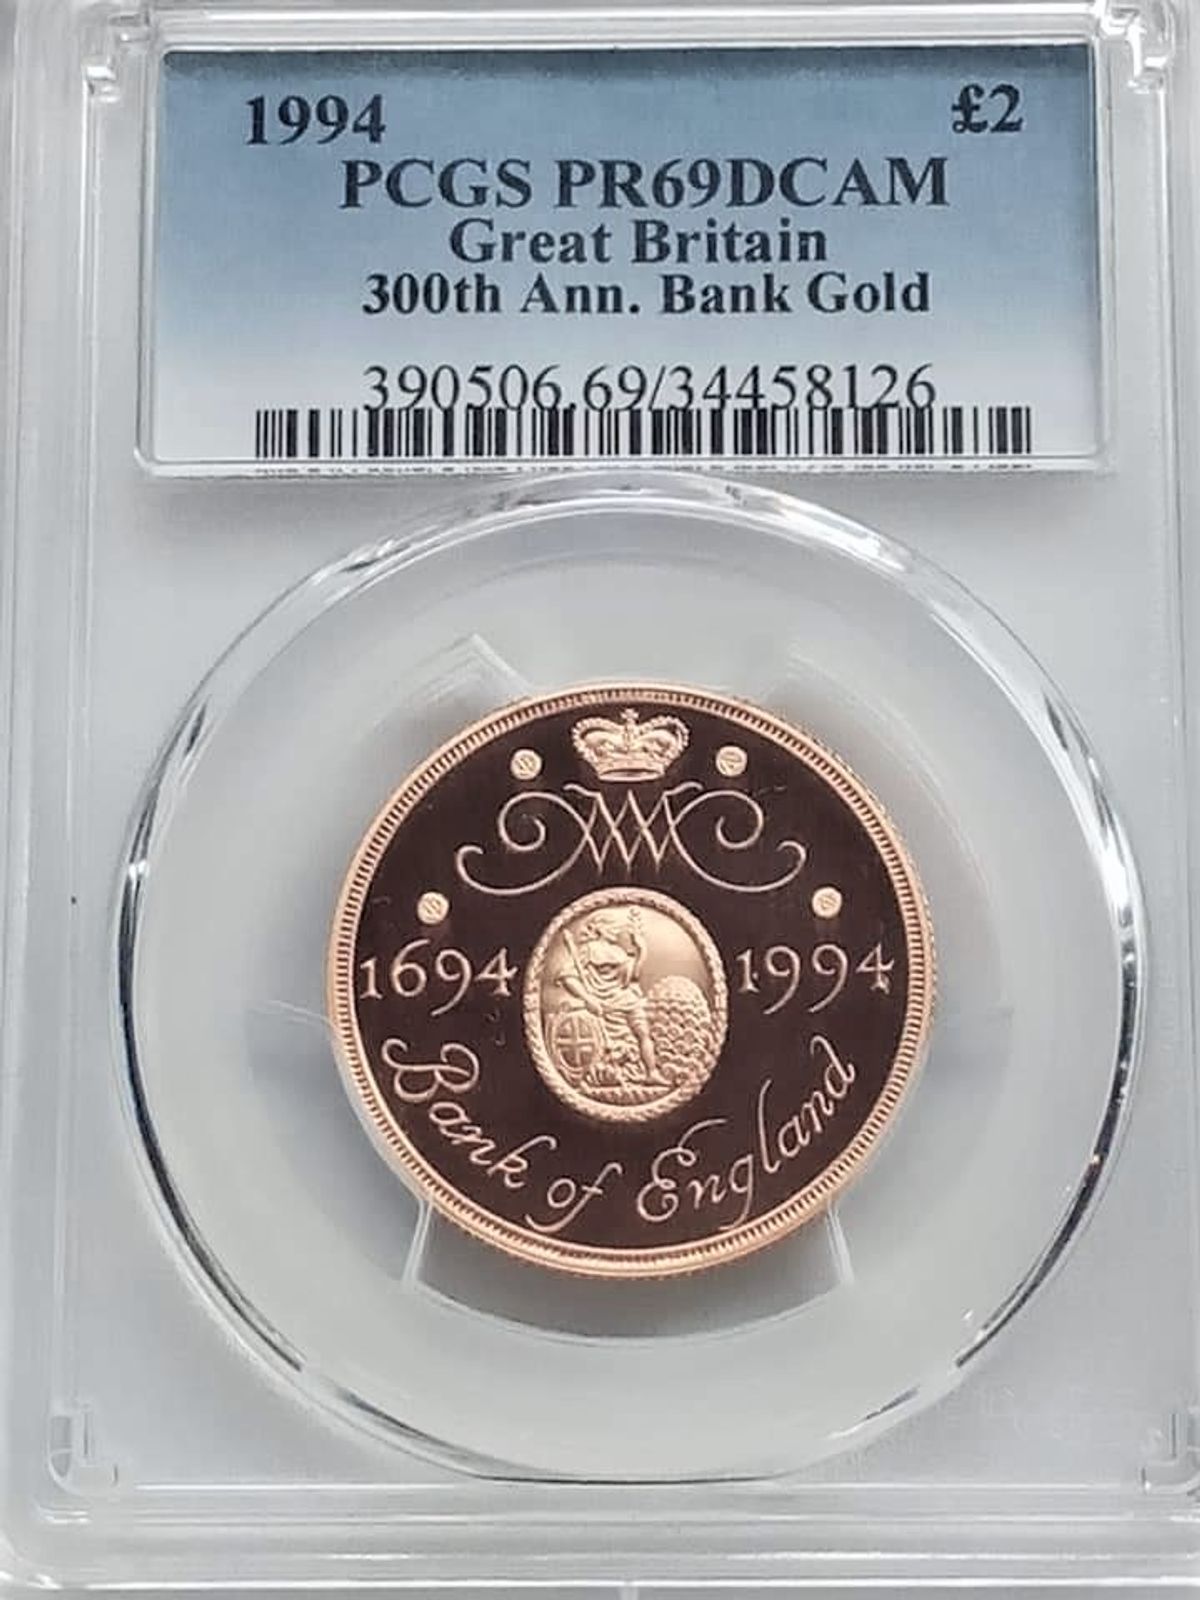 1994 £2
PCGS PR69DCAM
Great Britain
300th Ann. Bank Gold
390506.69/34458126
1694 1994
Bank of England